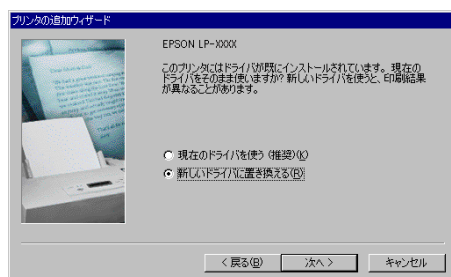 プリンタの追加ウィザード
EPSON LP-XXXX
このプリンタにはドライバが既にインストールされています。現在の
ドライバをそのまま使いますか? 新しいドライバを使うと、印刷結果
が異なることがあります。
現在のドライバを使う (推奨)(K)
新しいドライバに置き換える(R)
< 戻る(B)
次へ >
キャンセル